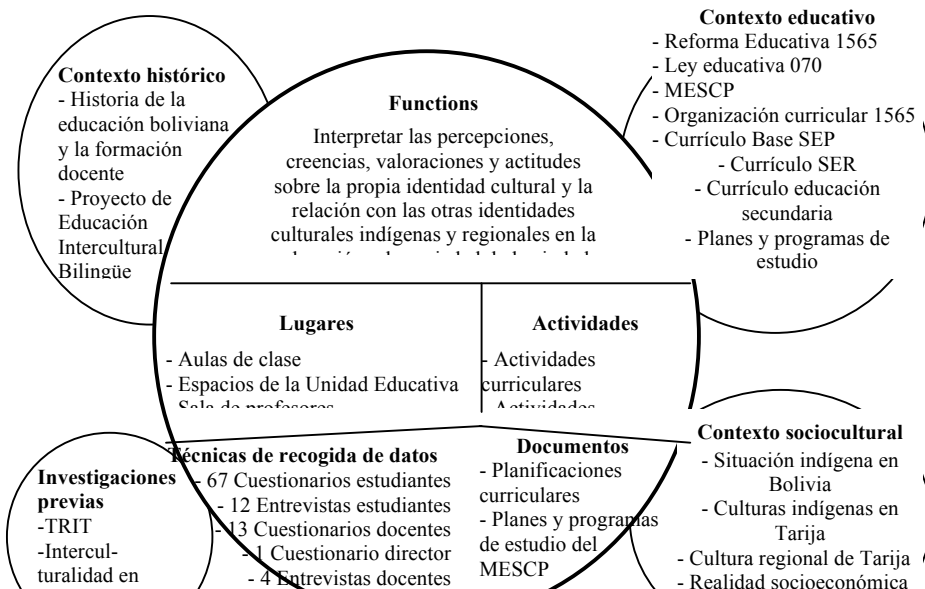 Contexto histórico
- Historia de la
educación boliviana
y la formación
docente
- Proyecto de
Educación
Intercultural
Bilingüe
Functions
Interpretar las percepciones,
creencias, valoraciones y actitudes
sobre la propia identidad cultural y la
relación con las otras identidades
culturales indígenas y regionales en la
Contexto educativo
- Reforma Educativa 1565
- Ley educativa 070
- MESCP
- Organización curricular 1565
- Currículo Base SEP
- Currículo SER
- Currículo educación
secundaria
- Planes y programas de
estudio
Lugares
- Aulas de clase
- Espacios de la Unidad Educativa
- Sala de profesores
Actividades
- Actividades
curriculares
- Actividades
Investigaciones
previas
-TRIT
-Intercul-
turalidad en
Técnicas de recogida de datos
- 67 Cuestionarios estudiantes
- 12 Entrevistas estudiantes
- 13 Cuestionarios docentes
- 1 Cuestionario director
- 4 Entrevistas docentes
Documentos
- Planificaciones
curriculares
- Planes y programas
de estudio del
MESCP
Contexto sociocultural
- Situación indígena en
Bolivia
- Culturas indígenas en
Tarija
- Cultura regional de Tarija
- Realidad socioeconómica